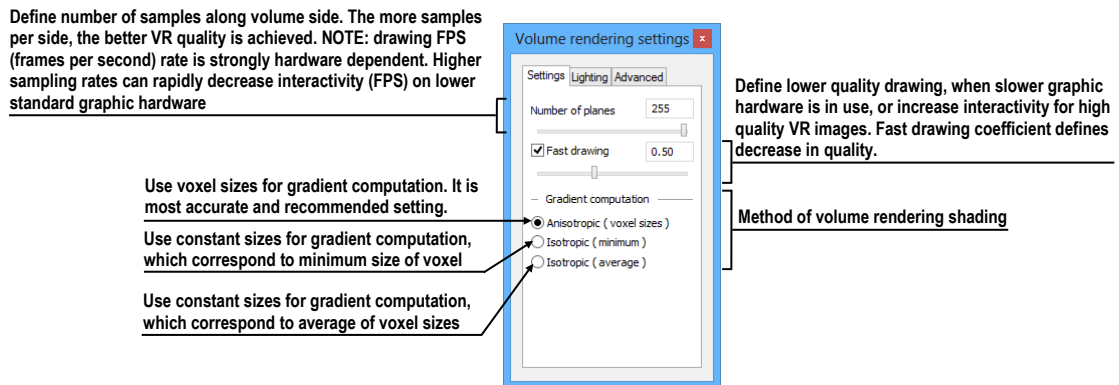 Define number of samples along volume side. The more samples
per side, the better VR quality is achieved. NOTE: drawing FPS
(frames per second) rate is strongly hardware dependent. Higher
sampling rates can rapidly decrease interactivity (FPS) on lower
standard graphic hardware
Volume rendering settings
x
Settings Lighting Advanced
Number of planes 255
Fast drawing 0.50
Gradient computation
Anisotropic ( voxel sizes )
Isotropic ( minimum )
Isotropic ( average )
Define lower quality drawing, when slower graphic
hardware is in use, or increase interactivity for high
quality VR images. Fast drawing coefficient defines
decrease in quality.
Use voxel sizes for gradient computation. It is
most accurate and recommended setting.
Use constant sizes for gradient computation,
which correspond to minimum size of voxel
Use constant sizes for gradient computation,
which correspond to average of voxel sizes
Method of volume rendering shading